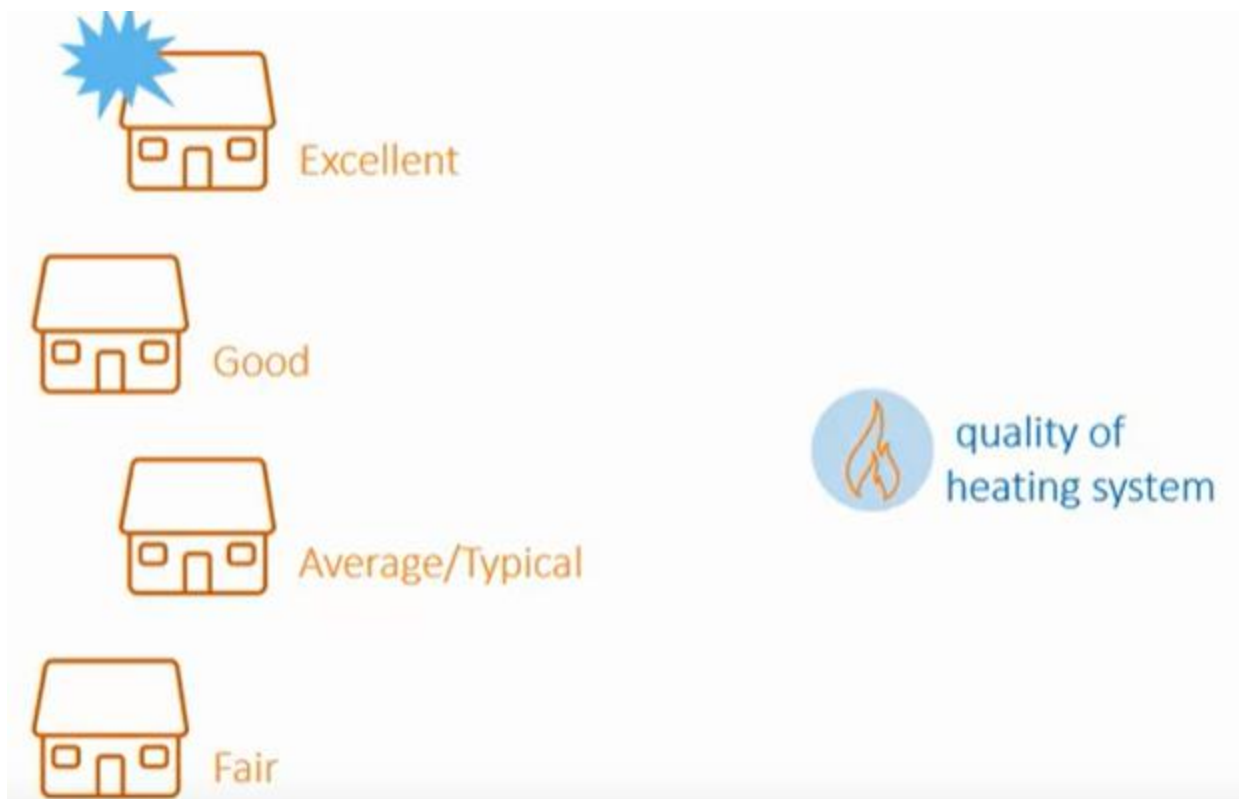 Excellent
Good
quality of
heating system
Average/Typical
Fair